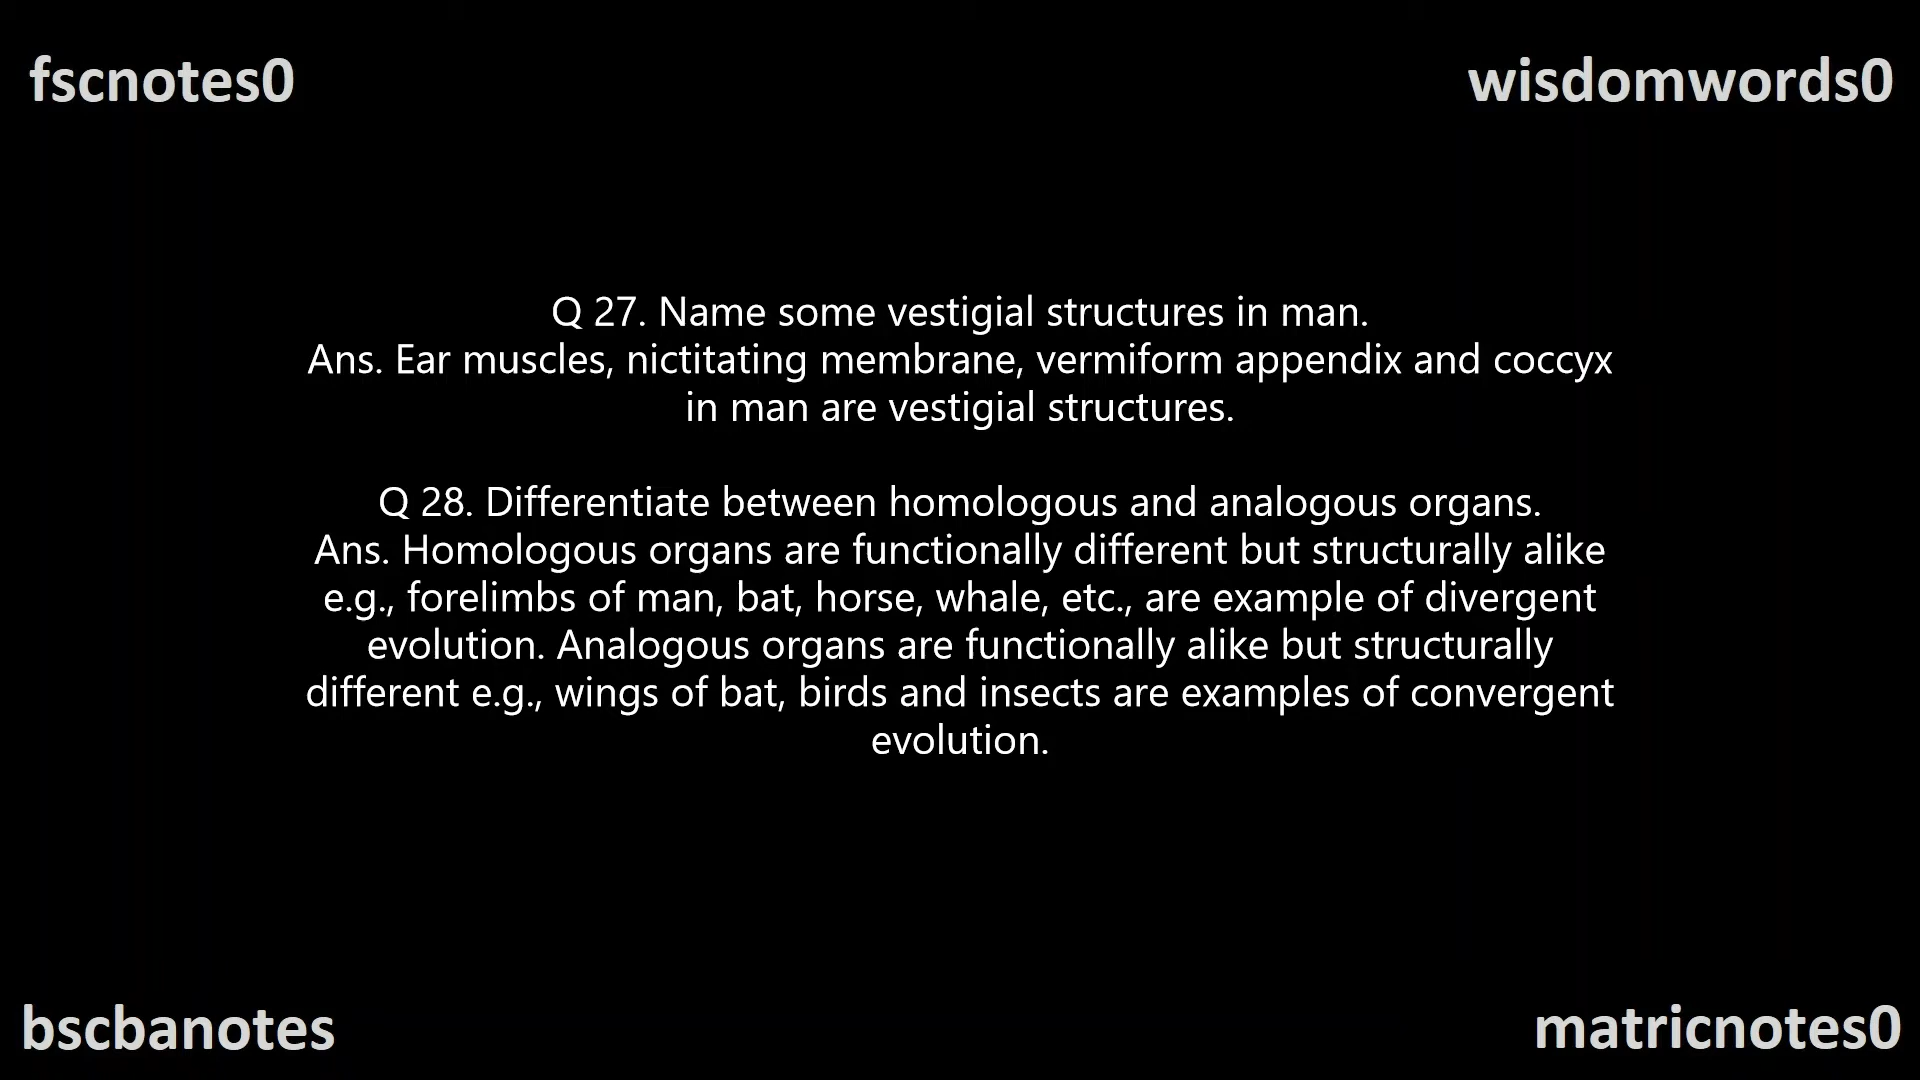 fscnotes0
wisdomwords0
Q 27. Name some vestigial structures in man.
Ans. Ear muscles, nictitating membrane, vermiform appendix and coccyx
in man are vestigial structures.
Q 28. Differentiate between homologous and analogous organs.
Ans. Homologous organs are functionally different but structurally alike
e.g., forelimbs of man, bat, horse, whale, etc., are example of divergent
evolution. Analogous organs are functionally alike but structurally
different e.g., wings of bat, birds and insects are examples of convergent
evolution.
bscbanotes
matricnotes0